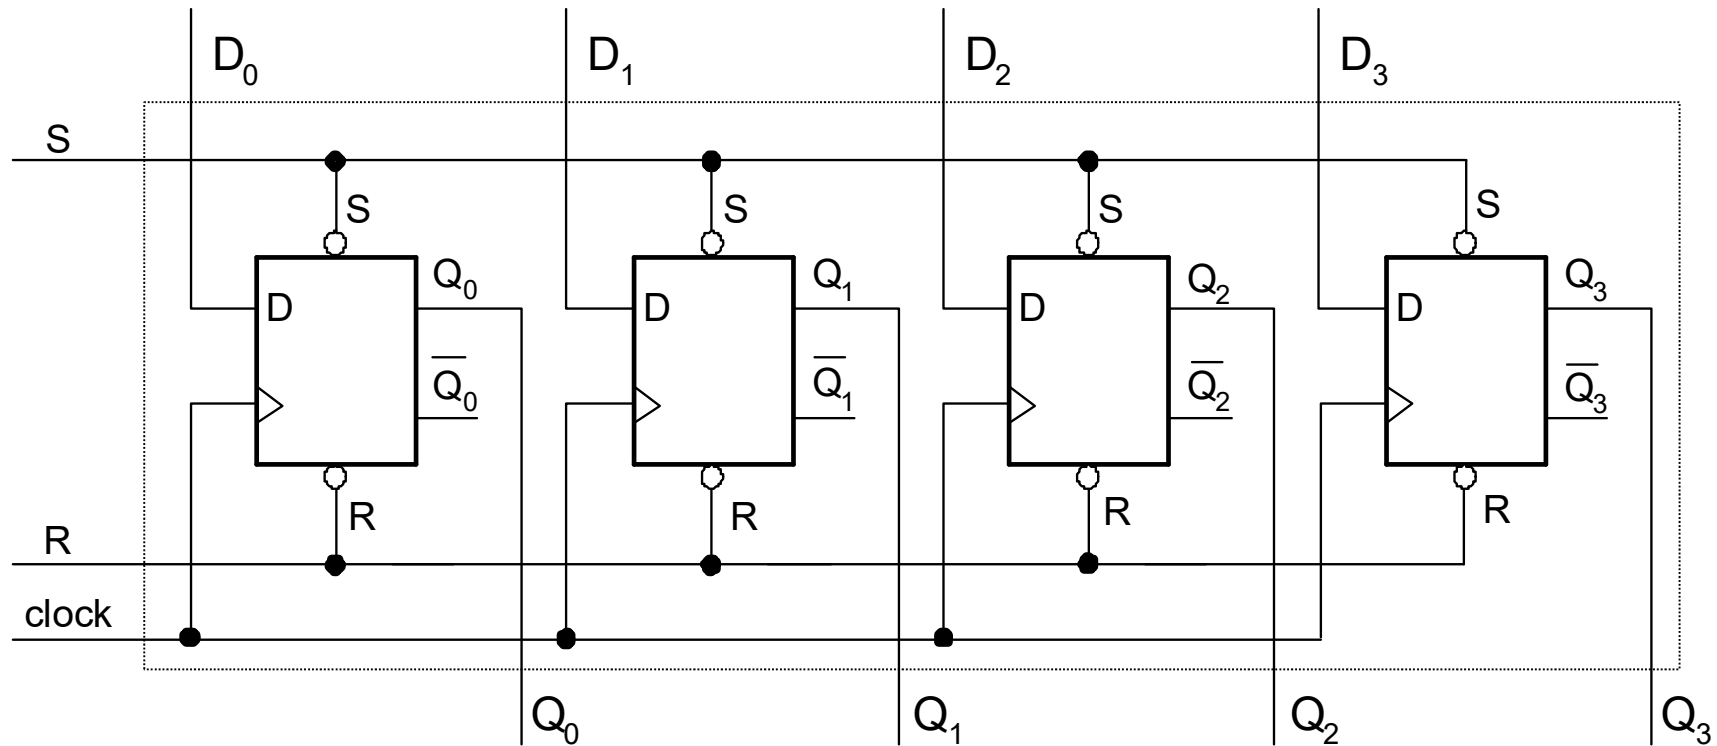 D₀ D₁ D₂ D₃
S
S S S S
Q₀ Q₁ Q₂ Q₃
D D D D
Q̅₀ Q̅₁ Q̅₂ Q̅₃
R R R R
R
clock
Q₀ Q₁ Q₂ Q₃